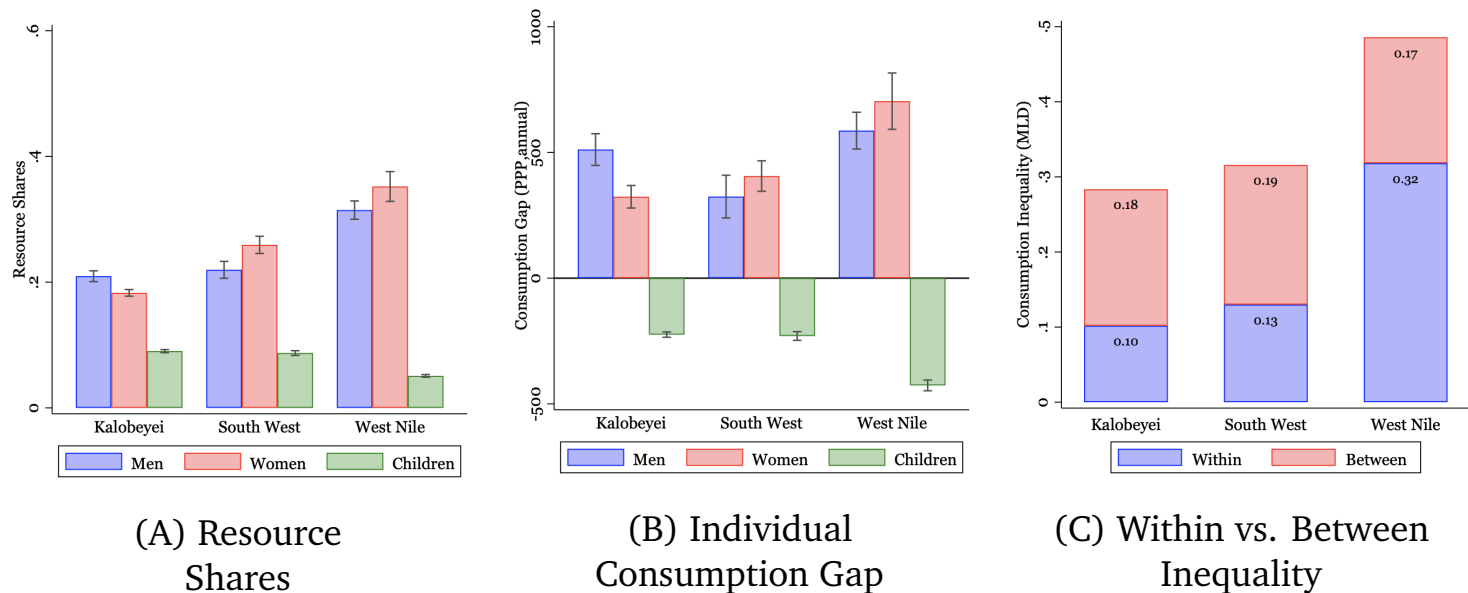 Resource Shares
.6
.4
.2
0
Kalobeyei South West West Nile
Men Women Children
(A) Resource
Shares
Consumption Gap (PPP, annual)
1000
500
0
-500
Kalobeyei South West West Nile
Men Women Children
(B) Individual
Consumption Gap
Consumption Inequality (MLD)
.5
.4
.3
.2
.1
0
0.18
0.10
0.19
0.13
0.17
0.32
Kalobeyei South West West Nile
Within Between
(C) Within vs. Between
Inequality